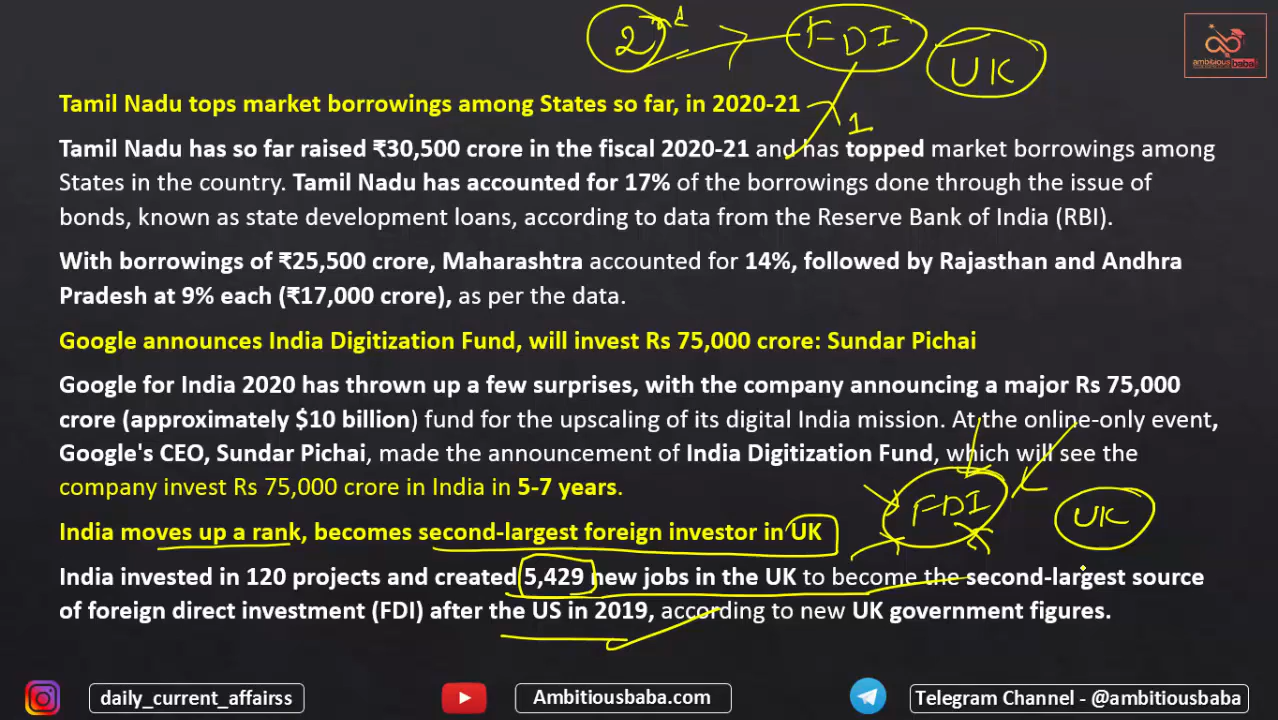 2nd FDI UK
ambitiousbaba
1
Tamil Nadu tops market borrowings among States so far, in 2020-21
Tamil Nadu has so far raised ₹30,500 crore in the fiscal 2020-21 and has topped market borrowings among
States in the country. Tamil Nadu has accounted for 17% of the borrowings done through the issue of
bonds, known as state development loans, according to data from the Reserve Bank of India (RBI).
With borrowings of ₹25,500 crore, Maharashtra accounted for 14%, followed by Rajasthan and Andhra
Pradesh at 9% each (₹17,000 crore), as per the data.
Google announces India Digitization Fund, will invest Rs 75,000 crore: Sundar Pichai
Google for India 2020 has thrown up a few surprises, with the company announcing a major Rs 75,000
crore (approximately $10 billion) fund for the upscaling of its digital India mission. At the online-only event,
Google's CEO, Sundar Pichai, made the announcement of India Digitization Fund, which will see the
company invest Rs 75,000 crore in India in 5-7 years.
FDI UK
India moves up a rank, becomes second-largest foreign investor in UK
India invested in 120 projects and created 5,429 new jobs in the UK to become the second-largest source
of foreign direct investment (FDI) after the US in 2019, according to new UK government figures.
daily_current_affairss
Ambitiousbaba.com
Telegram Channel - @ambitiousbaba